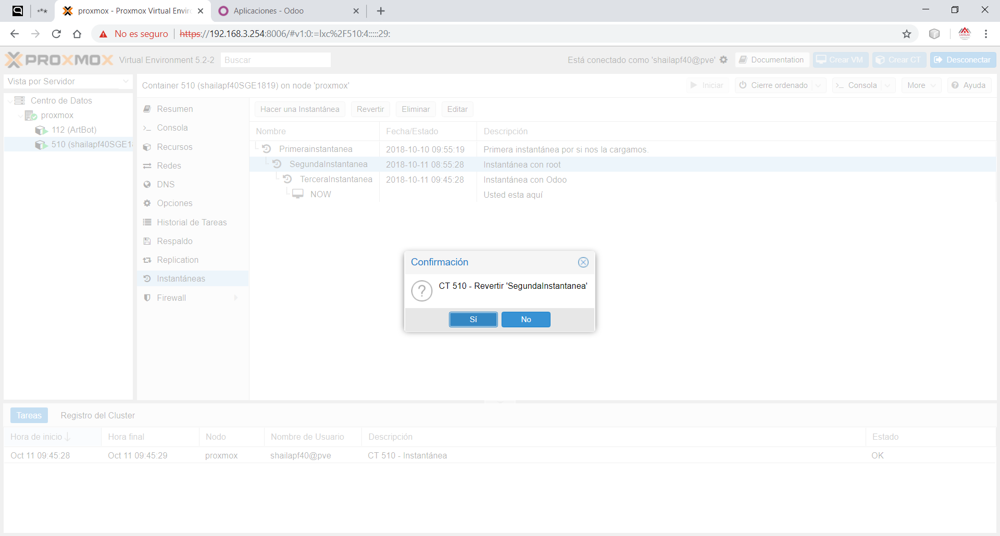 ***
proxmox - Proxmox Virtual Envir
Aplicaciones - Odoo
No es seguro
https://192.168.3.254:8006/#v1:0:=lxc%2F510:4:::::29:
PROXMOX
Virtual Environment 5.2-2
Buscar
Está conectado como 'shailapf40@pve'
Documentation
Crear VM
Crear CT
Desconectar
Vista por Servidor
Container 510 (shailapf40SGE1819) on node 'proxmox'
Iniciar
Cierre ordenado
Consola
More
Ayuda
Centro de Datos
proxmox
112 (ArtBot)
510 (shailapf40SGE1
Resumen
Consola
Recursos
Redes
DNS
Opciones
Historial de Tareas
Respaldo
Replication
Instantáneas
Firewall
Hacer una Instantánea
Revertir
Eliminar
Editar
Nombre
Fecha/Estado
Descripción
Primerainstantanea
2018-10-10 09:55:19
Primera instantánea por si nos la cargamos.
SegundaInstantanea
2018-10-11 08:55:28
Instantánea con root
TerceraInstantanea
2018-10-11 09:45:28
Instantánea con Odoo
NOW
Usted esta aquí
Confirmación
CT 510 - Revertir 'SegundaInstantanea'
Sí
No
Tareas
Registro del Cluster
Hora de inicio
Hora final
Nodo
Nombre de Usuario
Descripción
Estado
Oct 11 09:45:28
Oct 11 09:45:29
proxmox
shailapf40@pve
CT 510 - Instantánea
OK